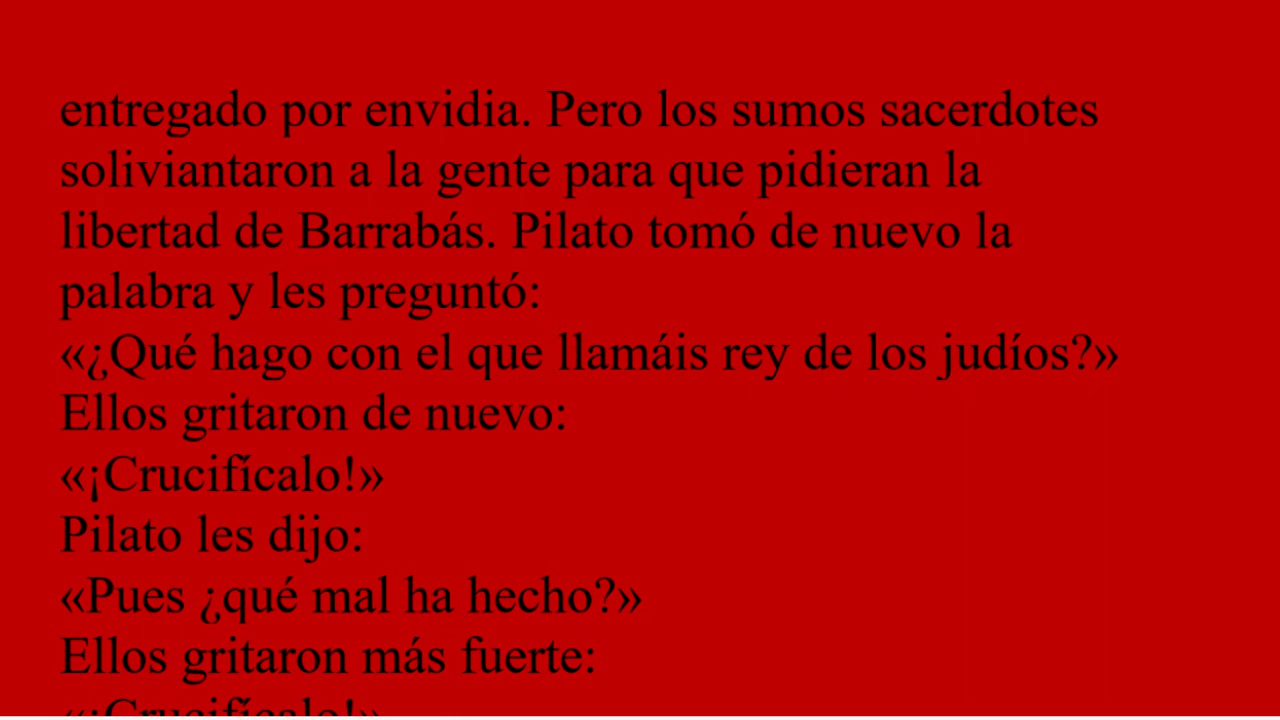 entregado por envidia. Pero los sumos sacerdotes
soliviantaron a la gente para que pidieran la
libertad de Barrabás. Pilato tomó de nuevo la
palabra y les preguntó:
«¿Qué hago con el que llamáis rey de los judíos?»
Ellos gritaron de nuevo:
«¡Crucifícalo!»
Pilato les dijo:
«Pues ¿qué mal ha hecho?»
Ellos gritaron más fuerte:
«¡Crucifícalo!»